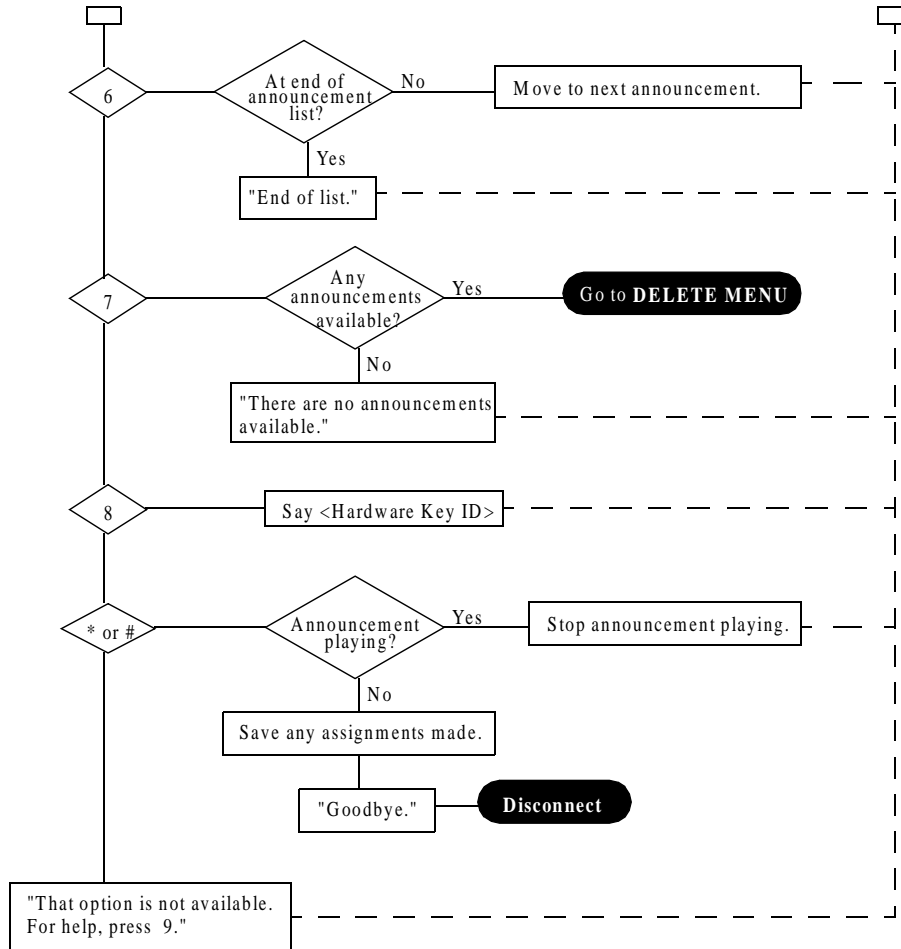 6
At end of
announcement
list?
No
Move to next announcement.
Yes
"End of list."
7
Any
announcements
available?
Yes
Go to DELETE MENU
No
"There are no announcements
available."
8
Say <Hardware Key ID>
* or #
Announcement
playing?
Yes
Stop announcement playing.
No
Save any assignments made.
"Goodbye."
Disconnect
"That option is not available.
For help, press 9."